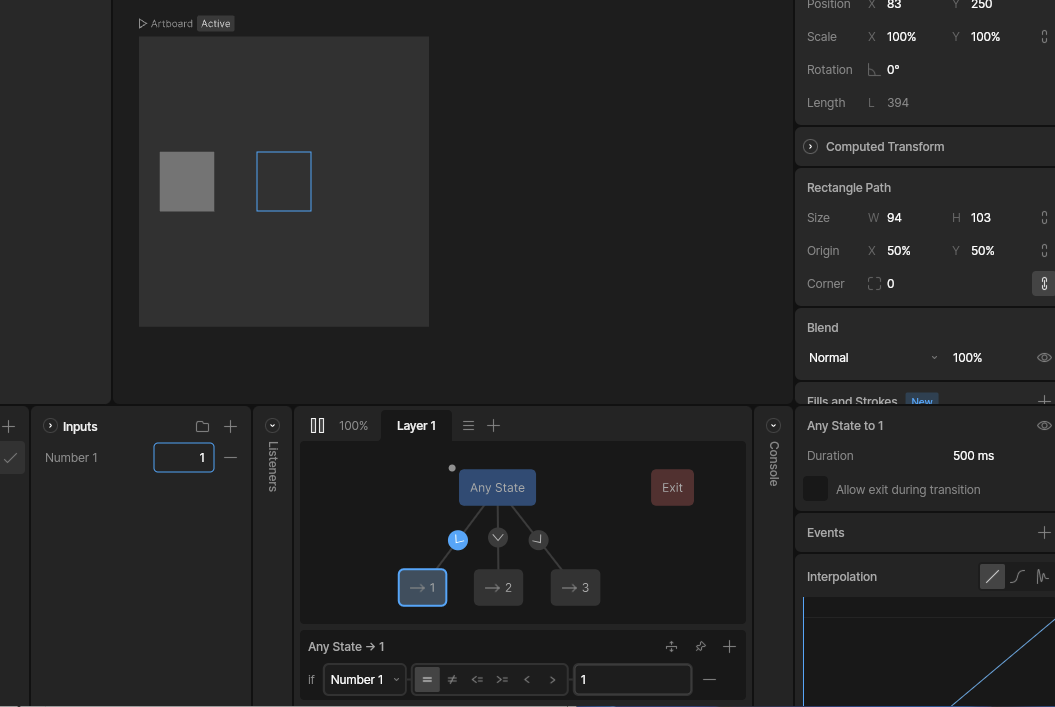 Artboard Active
Position X 83 Y 250
Scale X 100% Y 100%
Rotation 0°
Length L 394
Computed Transform
Rectangle Path
Size W 94 H 103
Origin X 50% Y 50%
Corner 0
Blend
Normal 100%
Fills and Strokes New
Inputs
Number 1 1
Listeners
100% Layer 1
Any State
Exit
1
2
3
Any State → 1
if Number 1 = ≠ <= >= < > 1
Console
Any State to 1
Duration 500 ms
Allow exit during transition
Events
Interpolation